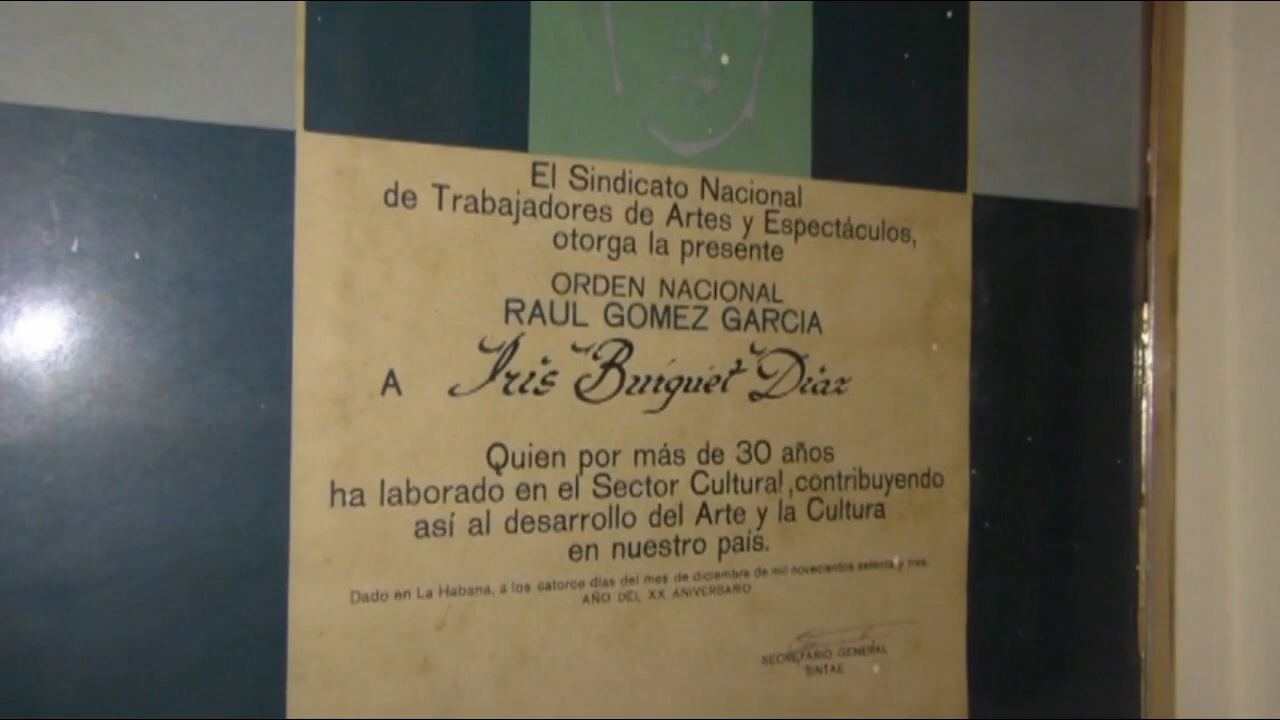 El Sindicato Nacional
de Trabajadores de Artes y Espectáculos,
otorga la presente
ORDEN NACIONAL
RAUL GOMEZ GARCIA
A Iris Buiguet Diaz
Quien por más de 30 años
ha laborado en el Sector Cultural, contribuyendo
así al desarrollo del Arte y la Cultura
en nuestro país.
Dado en La Habana, a los catorce días del mes de diciembre de mil novecientos setenta y tres.
AÑO DEL XX ANIVERSARIO
SECRETARIO GENERAL
SINTAE